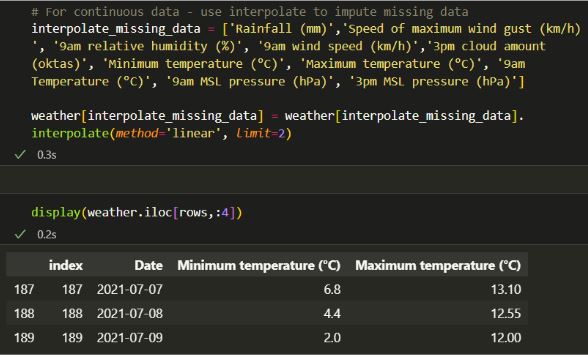 # For continuous data - use interpolate to impute missing data
interpolate_missing_data = ['Rainfall (mm)','Speed of maximum wind gust (km/h)
', '9am relative humidity (%)', '9am wind speed (km/h)','3pm cloud amount
(oktas)', 'Minimum temperature (°C)', 'Maximum temperature (°C)', '9am
Temperature (°C)', '9am MSL pressure (hPa)', '3pm MSL pressure (hPa)']
weather[interpolate_missing_data] = weather[interpolate_missing_data].
interpolate(method='linear', limit=2)
✓ 0.3s
display(weather.iloc[rows,:4])
✓ 0.2s
index Date Minimum temperature (°C) Maximum temperature (°C)
187 187 2021-07-07 6.8 13.10
188 188 2021-07-08 4.4 12.55
189 189 2021-07-09 2.0 12.00